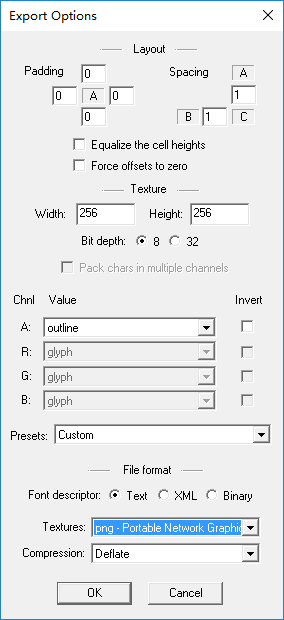 Export Options
Layout
Padding 0 Spacing A
0 A 0 1
0 B 1 C
Equalize the cell heights
Force offsets to zero
Texture
Width: 256 Height: 256
Bit depth: 8 32
Pack chars in multiple channels
Chnl Value Invert
A: outline
R: glyph
G: glyph
B: glyph
Presets: Custom
File format
Font descriptor: Text XML Binary
Textures: png - Portable Network Graphic
Compression: Deflate
OK Cancel